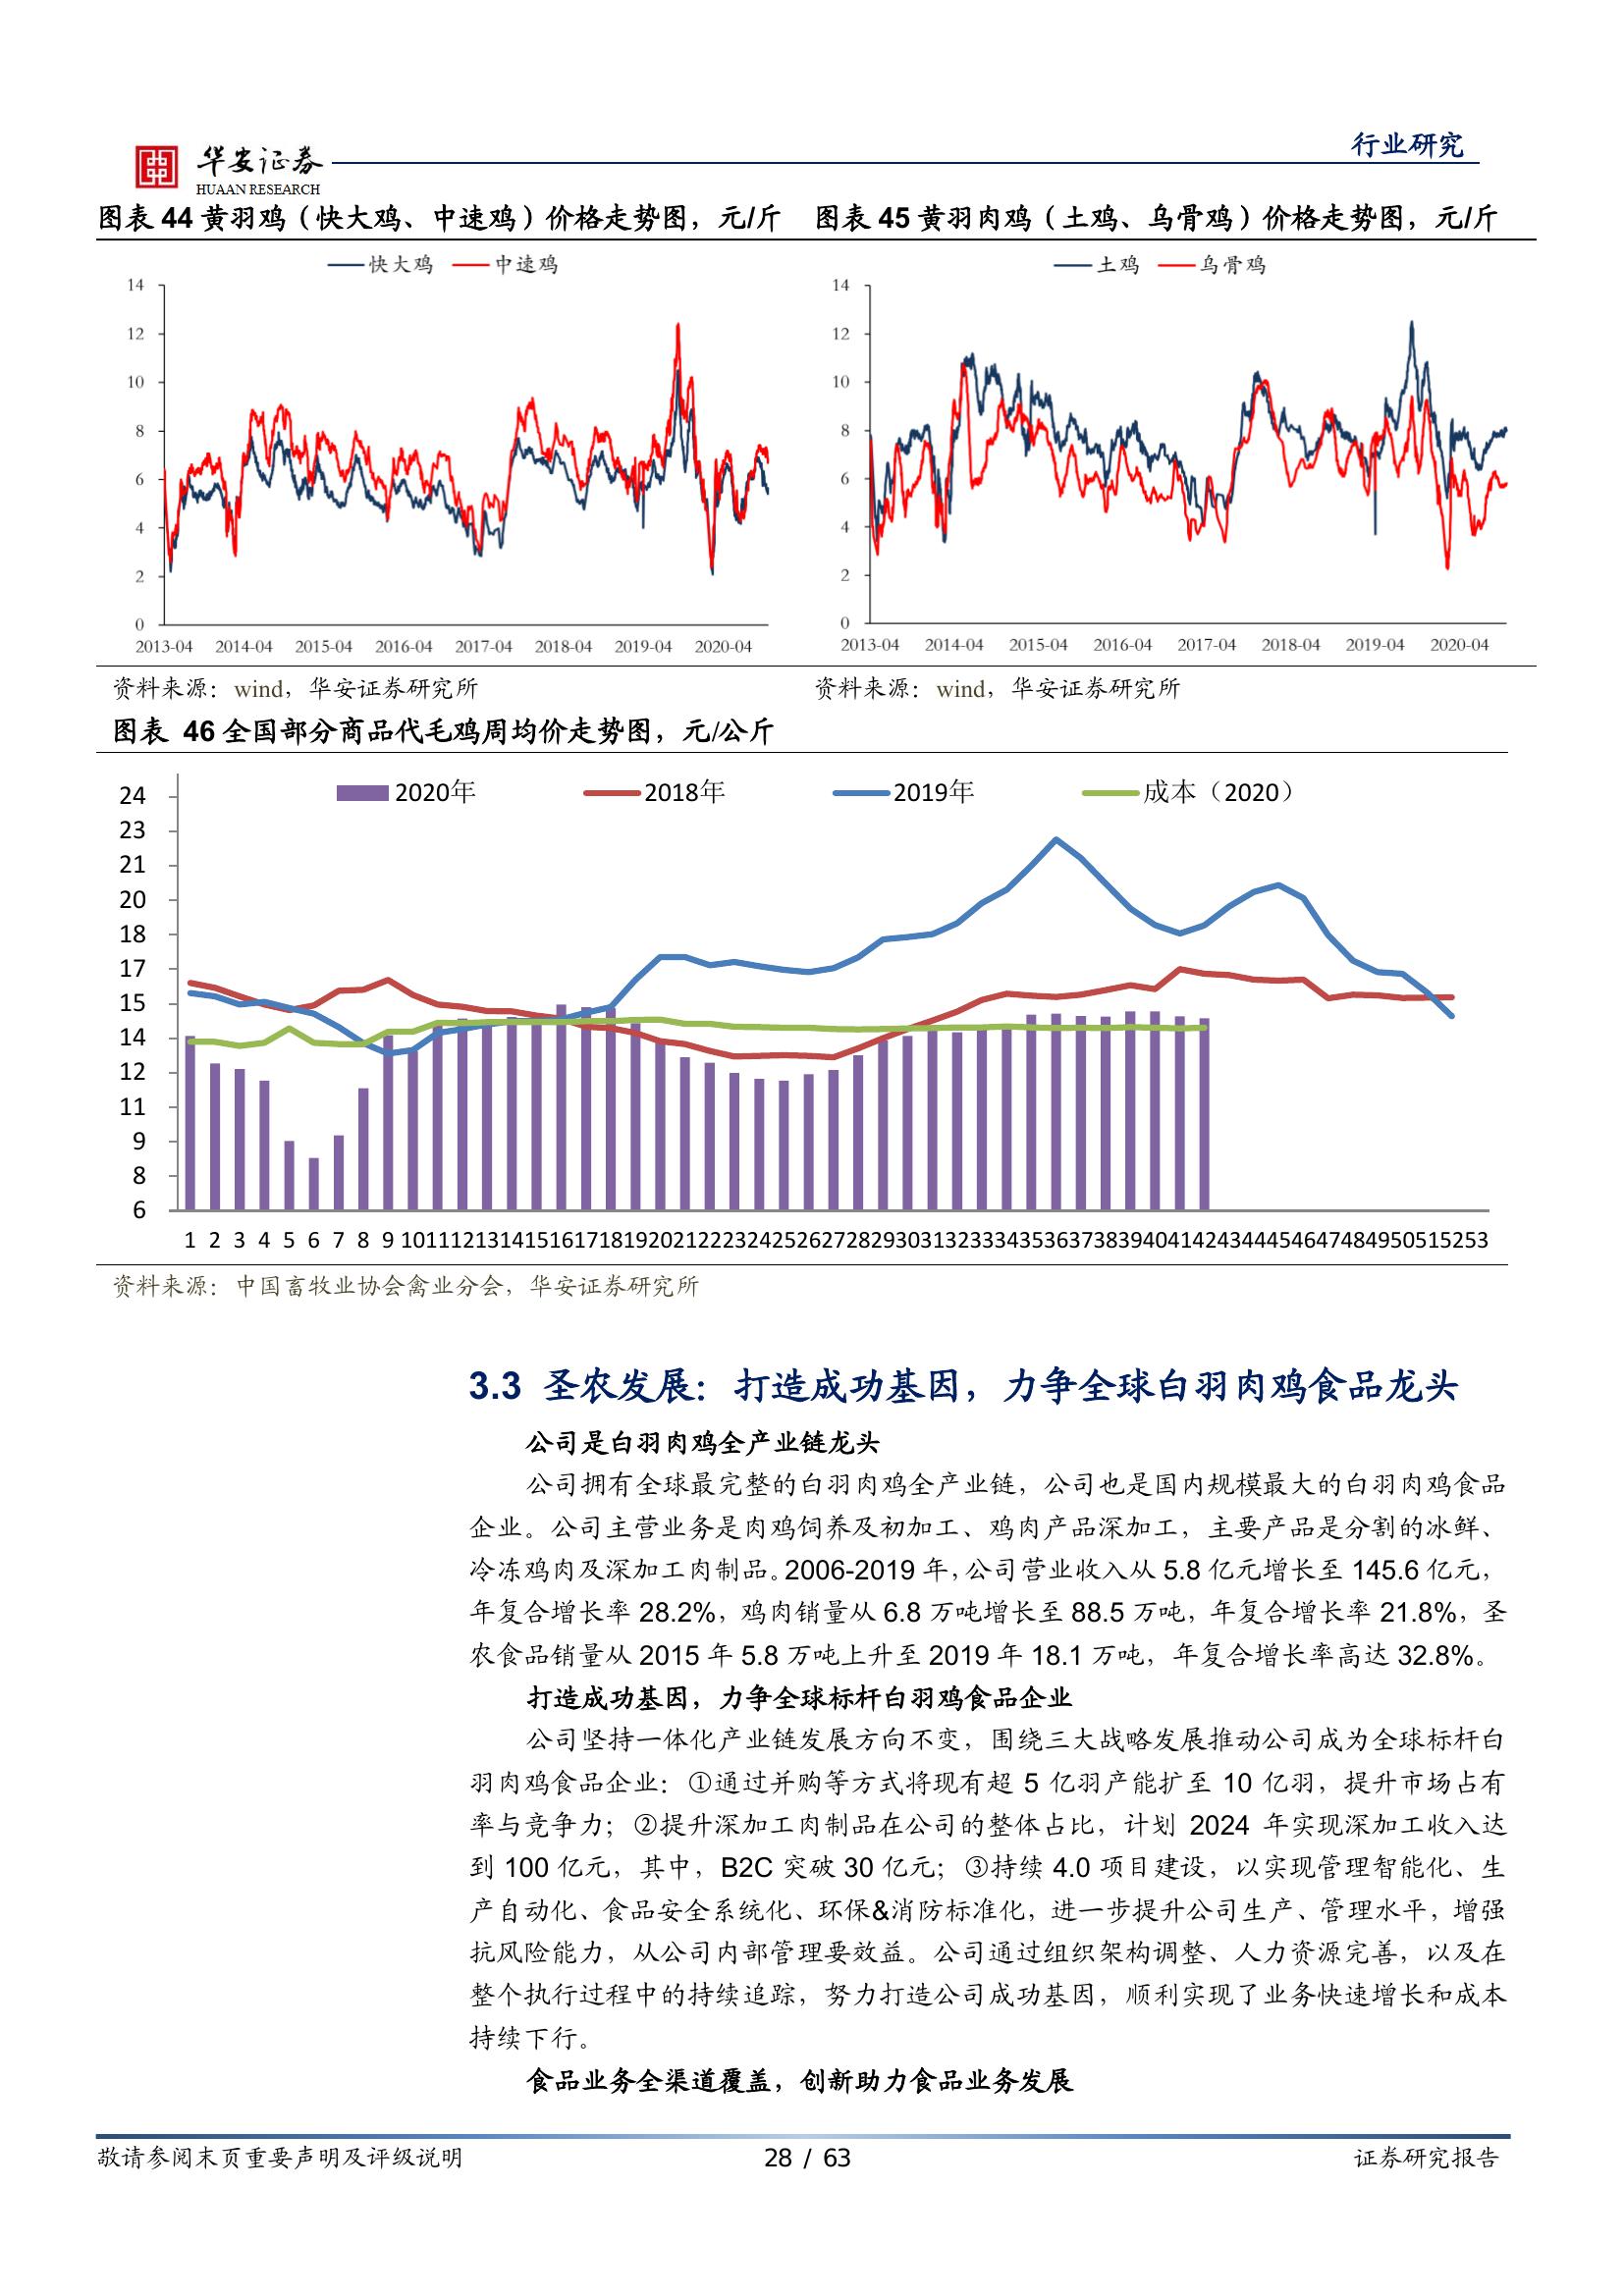 行业研究
华安证券
HUAAN RESEARCH
图表 44 黄羽鸡（快大鸡、中速鸡）价格走势图，元/斤
图表 45 黄羽肉鸡（土鸡、乌骨鸡）价格走势图，元/斤
快大鸡 中速鸡
14
12
10
8
6
4
2
0
2013-04 2014-04 2015-04 2016-04 2017-04 2018-04 2019-04 2020-04
土鸡 乌骨鸡
14
12
10
8
6
4
2
0
2013-04 2014-04 2015-04 2016-04 2017-04 2018-04 2019-04 2020-04
资料来源：wind，华安证券研究所
资料来源：wind，华安证券研究所
图表 46 全国部分商品代毛鸡周均价走势图，元/公斤
2020年 2018年 2019年 成本（2020）
24
23
21
20
18
17
15
14
12
11
9
8
6
1 2 3 4 5 6 7 8 9 10 11 12 13 14 15 16 17 18 19 20 21 22 23 24 25 26 27 28 29 30 31 32 33 34 35 36 37 38 39 40 41 42 43 44 45 46 47 48 49 50 51 52 53
资料来源：中国畜牧业协会禽业分会，华安证券研究所
3.3 圣农发展：打造成功基因，力争全球白羽肉鸡食品龙头
公司是白羽肉鸡全产业链龙头
公司拥有全球最完整的白羽肉鸡全产业链，公司也是国内规模最大的白羽肉鸡食品
企业。公司主营业务是肉鸡饲养及初加工、鸡肉产品深加工，主要产品是分割的冰鲜、
冷冻鸡肉及深加工肉制品。2006-2019 年，公司营业收入从 5.8 亿元增长至 145.6 亿元，
年复合增长率 28.2%，鸡肉销量从 6.8 万吨增长至 88.5 万吨，年复合增长率 21.8%，圣
农食品销量从 2015 年 5.8 万吨上升至 2019 年 18.1 万吨，年复合增长率高达 32.8%。
打造成功基因，力争全球标杆白羽鸡食品企业
公司坚持一体化产业链发展方向不变，围绕三大战略发展推动公司成为全球标杆白
羽肉鸡食品企业：①通过并购等方式将现有超 5 亿羽产能扩至 10 亿羽，提升市场占有
率与竞争力；②提升深加工肉制品在公司的整体占比，计划 2024 年实现深加工收入达
到 100 亿元，其中，B2C 突破 30 亿元；③持续 4.0 项目建设，以实现管理智能化、生
产自动化、食品安全系统化、环保&消防标准化，进一步提升公司生产、管理水平，增强
抗风险能力，从公司内部管理要效益。公司通过组织架构调整、人力资源完善，以及在
整个执行过程中的持续追踪，努力打造公司成功基因，顺利实现了业务快速增长和成本
持续下行。
食品业务全渠道覆盖，创新助力食品业务发展
敬请参阅末页重要声明及评级说明
28 / 63
证券研究报告